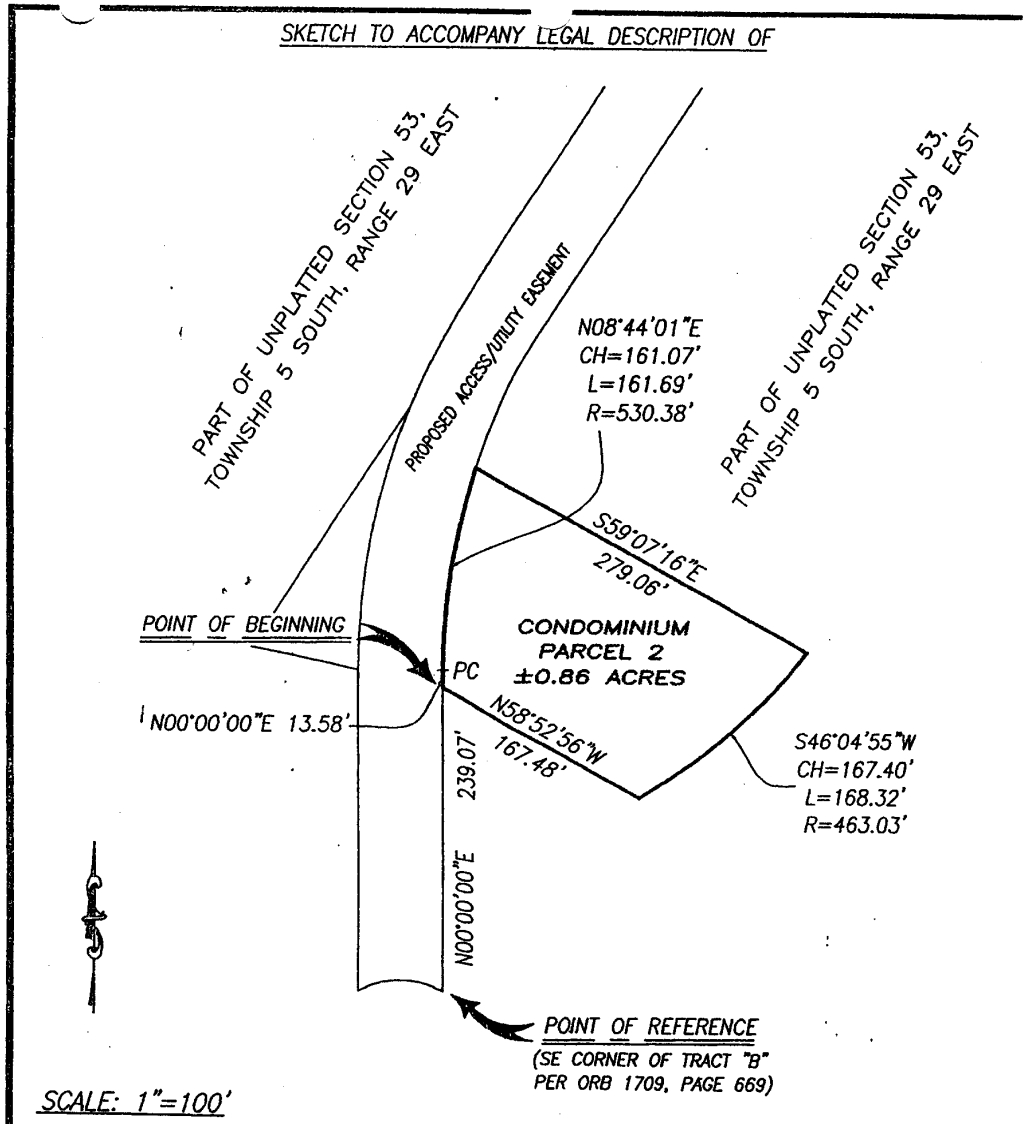 SKETCH TO ACCOMPANY LEGAL DESCRIPTION OF
PART OF UNPLATTED SECTION 53,
TOWNSHIP 5 SOUTH, RANGE 29 EAST
PROPOSED ACCESS/UTILITY EASEMENT
N08°44'01"E
CH=161.07'
L=161.69'
R=530.38'
PART OF UNPLATTED SECTION 53,
TOWNSHIP 5 SOUTH, RANGE 29 EAST
S59°07'16"E
279.06'
POINT OF BEGINNING
CONDOMINIUM
PARCEL 2
±0.86 ACRES
PC
N00°00'00"E 13.58'
N58°52'56"W
167.48'
S46°04'55"W
CH=167.40'
L=168.32'
R=463.03'
N00°00'00"E 239.07'
POINT OF REFERENCE
(SE CORNER OF TRACT "B"
PER ORB 1709, PAGE 669)
SCALE: 1"=100'